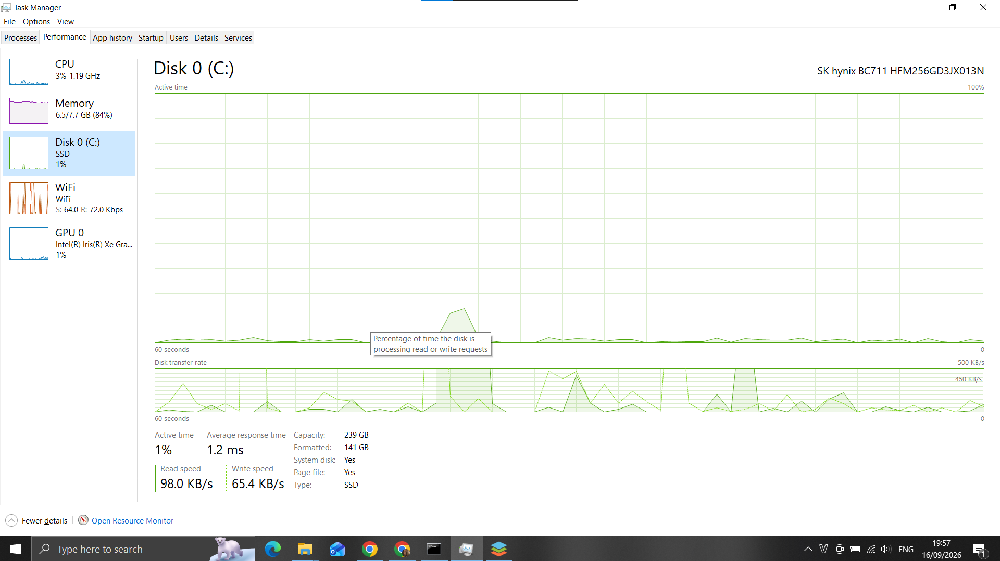 Task Manager
File Options View
Processes Performance App history Startup Users Details Services
CPU
3% 1.19 GHz
Memory
6.5/7.7 GB (84%)
Disk 0 (C:)
SSD
1%
WiFi
WiFi
S: 64.0 R: 72.0 Kbps
GPU 0
Intel(R) Iris(R) Xe Gra...
1%
Disk 0 (C:)
SK hynix BC711 HFM256GD3JX013N
Active time
100%
Percentage of time the disk is
processing read or write requests
60 seconds
0
Disk transfer rate
500 KB/s
450 KB/s
60 seconds
0
Active time
1%
Average response time
1.2 ms
Read speed
98.0 KB/s
Write speed
65.4 KB/s
Capacity: 239 GB
Formatted: 141 GB
System disk: Yes
Page file: Yes
Type: SSD
Fewer details
Open Resource Monitor
Type here to search
ENG
19:57
16/09/2026
1